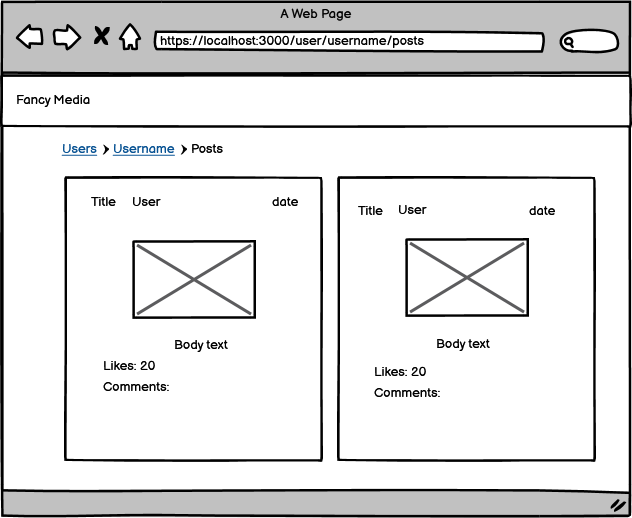 A Web Page
https://localhost:3000/user/username/posts
Fancy Media
Users Username Posts
Title User date
Body text
Likes: 20
Comments:
Title User date
Body text
Likes: 20
Comments: